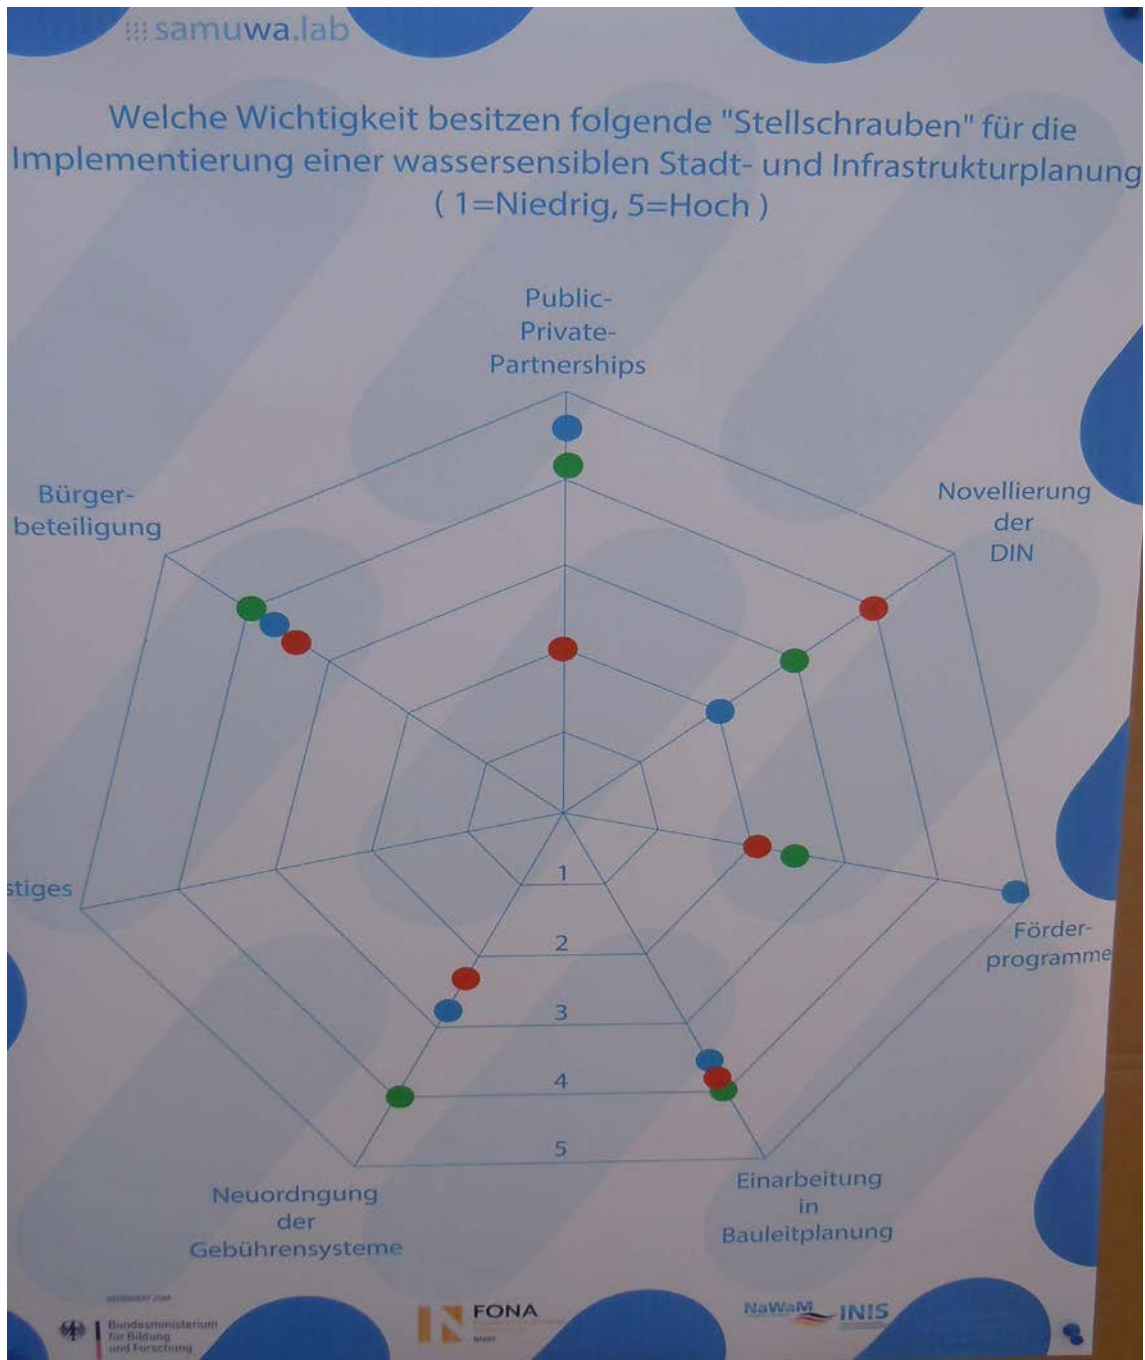 samuwa.lab
Welche Wichtigkeit besitzen folgende "Stellschrauben" für die
Implementierung einer wassersensiblen Stadt- und Infrastrukturplanung
( 1=Niedrig, 5=Hoch )
Public-
Private-
Partnerships
Novellierung
der
DIN
Bürger-
beteiligung
stiges
Förder-
programme
1
2
3
4
5
Neuordngung
der
Gebührensysteme
Einarbeitung
in
Bauleitplanung
Bundesministerium
für Bildung
und Forschung
FONA
BMBF
NaWaM
INIS